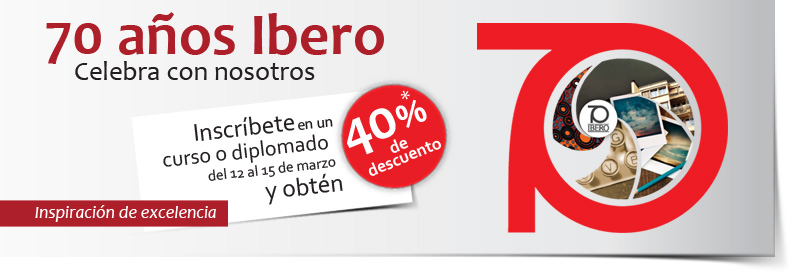 70 años Ibero
Celebra con nosotros
Inscríbete en un
curso o diplomado
del 12 al 15 de marzo
y obtén
40%*
de
descuento
Inspiración de excelencia
70
70
IBERO